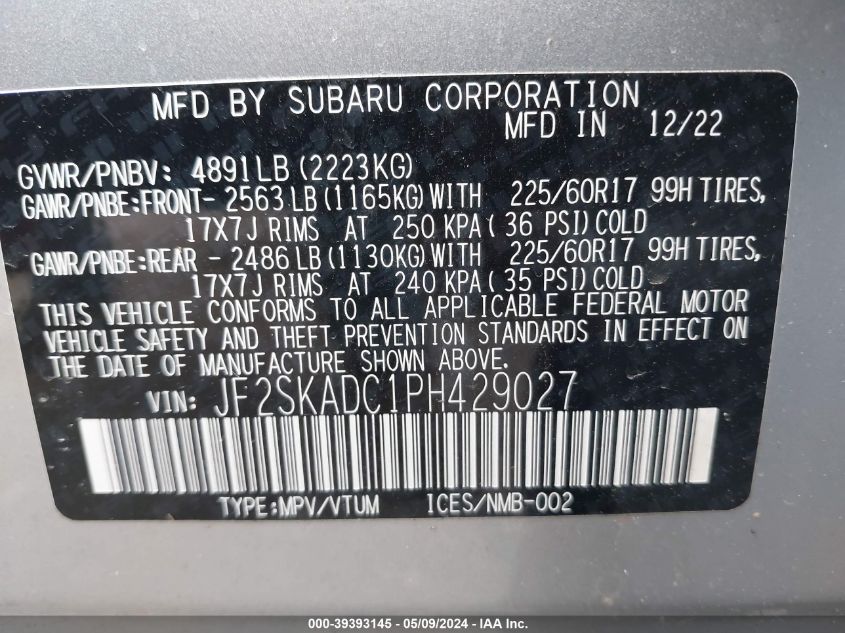 MFD BY SUBARU CORPORATION
MFD IN 12/22
GVWR/PNBV: 4891LB (2223KG)
GAWR/PNBE:FRONT- 2563LB (1165KG) WITH 225/60R17 99H TIRES,
17X7J RIMS AT 250 KPA( 36 PSI) COLD
GAWR/PNBE:REAR - 2486LB (1130KG) WITH 225/60R17 99H TIRES,
17X7J RIMS AT 240 KPA( 35 PSI) COLD
THIS VEHICLE CONFORMS TO ALL APPLICABLE FEDERAL MOTOR
VEHICLE SAFETY AND THEFT PREVENTION STANDARDS IN EFFECT ON
THE DATE OF MANUFACTURE SHOWN ABOVE.
VIN: JF2SKADC1PH429027
TYPE:MPV/VTUM ICES/NMB-002
000-39393145 - 05/09/2024 - IAA Inc.